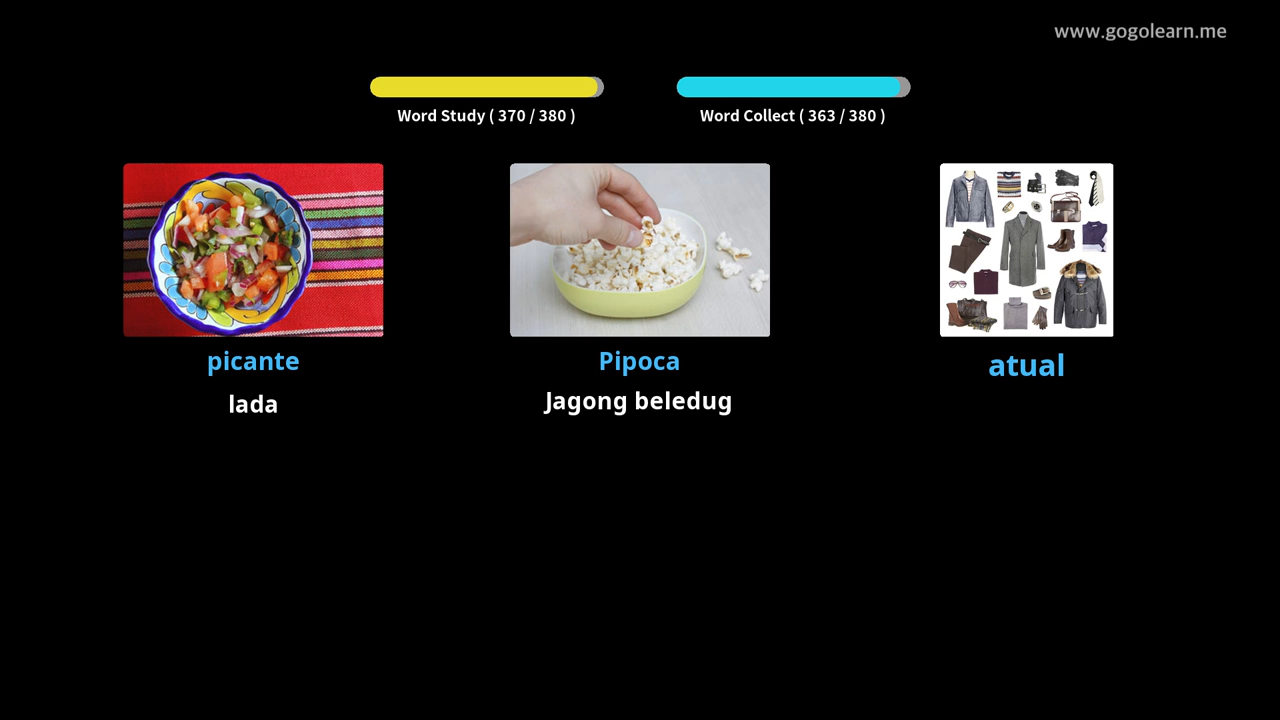 www.gogolearn.me
Word Study ( 370 / 380 )
Word Collect ( 363 / 380 )
picante
lada
Pipoca
Jagong beledug
atual